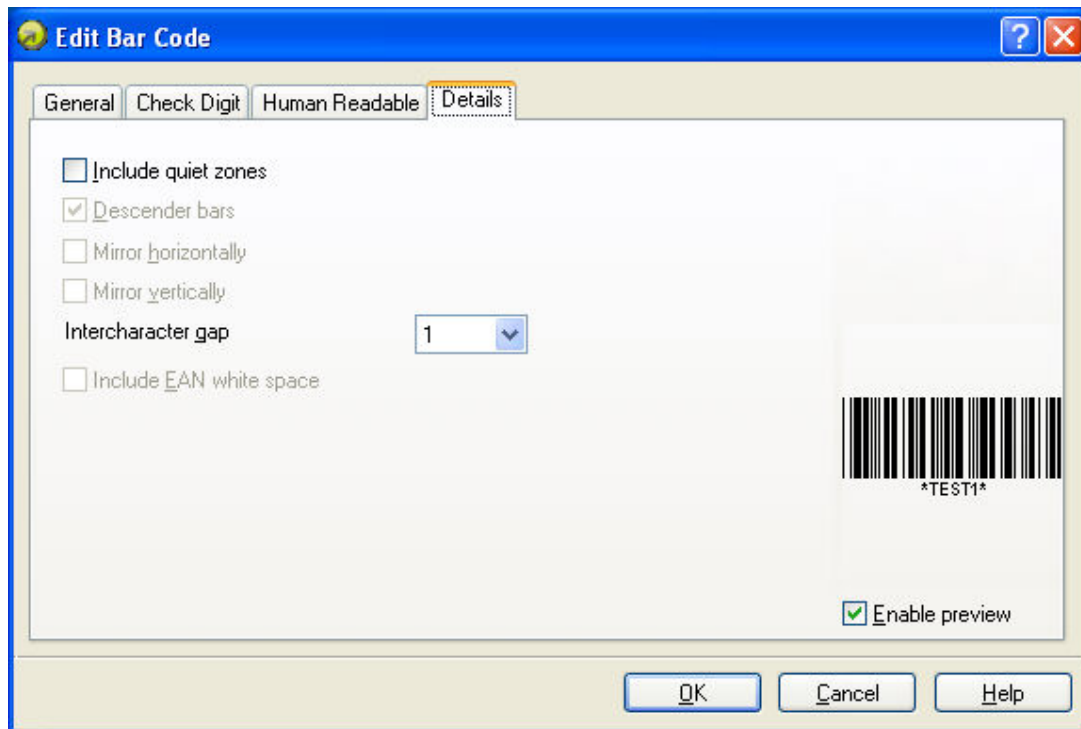 Edit Bar Code
General Check Digit Human Readable Details
Include quiet zones
Descender bars
Mirror horizontally
Mirror vertically
Intercharacter gap 1
Include EAN white space
*TEST1*
Enable preview
OK Cancel Help